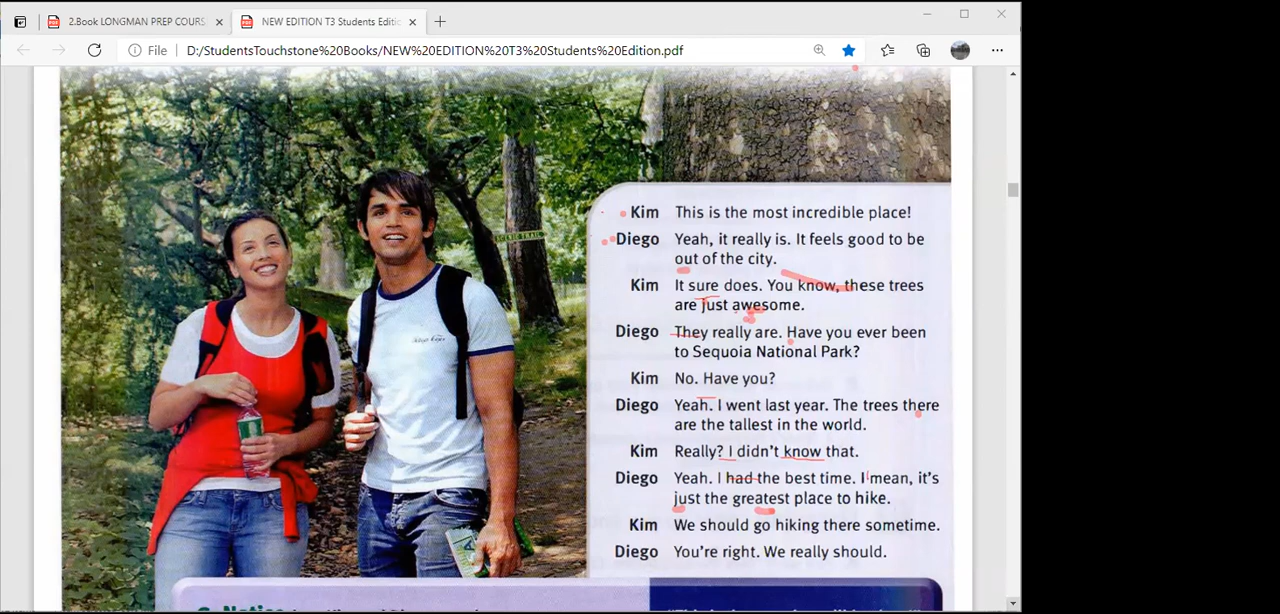 2.Book LONGMAN PREP COURS
NEW EDITION T3 Students Editic
File D:/StudentsTouchstone%20Books/NEW%20EDITION%20T3%20Students%20Edition.pdf
TRAIL
Kim This is the most incredible place!
Diego Yeah, it really is. It feels good to be
out of the city.
Kim It sure does. You know, these trees
are just awesome.
Diego They really are. Have you ever been
to Sequoia National Park?
Kim No. Have you?
Diego Yeah. I went last year. The trees there
are the tallest in the world.
Kim Really? I didn't know that.
Diego Yeah. I had the best time. I mean, it's
just the greatest place to hike.
Kim We should go hiking there sometime.
Diego You're right. We really should.
Notice